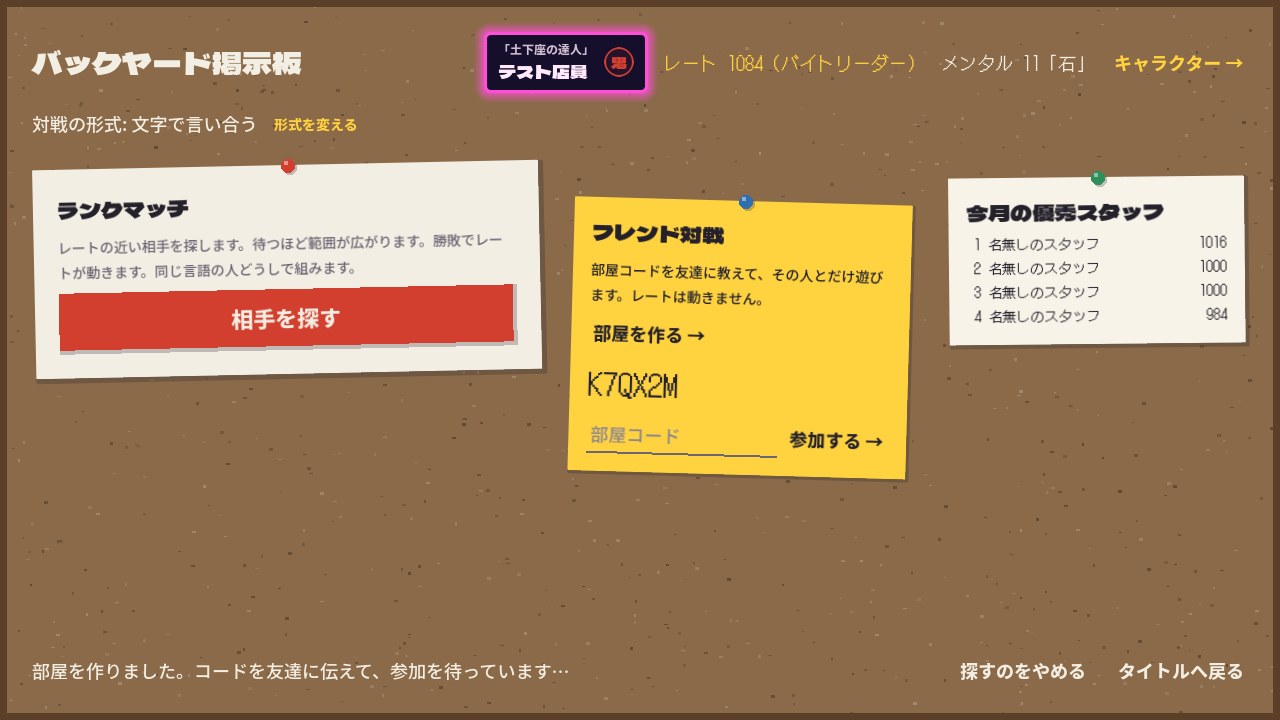 バックヤード掲示板
「土下座の達人」
テスト店員
レート 1084（バイトリーダー）
メンタル 11「石」
キャラクター →
対戦の形式: 文字で言い合う
形式を変える
ランクマッチ
レートの近い相手を探します。待つほど範囲が広がります。勝敗でレー
トが動きます。同じ言語の人どうしで組みます。
相手を探す
フレンド対戦
部屋コードを友達に教えて、その人とだけ遊び
ます。レートは動きません。
部屋を作る →
K7QX2M
部屋コード
参加する →
今月の優秀スタッフ
1 名無しのスタッフ 1016
2 名無しのスタッフ 1000
3 名無しのスタッフ 1000
4 名無しのスタッフ 984
部屋を作りました。コードを友達に伝えて、参加を待っています…
探すのをやめる
タイトルへ戻る